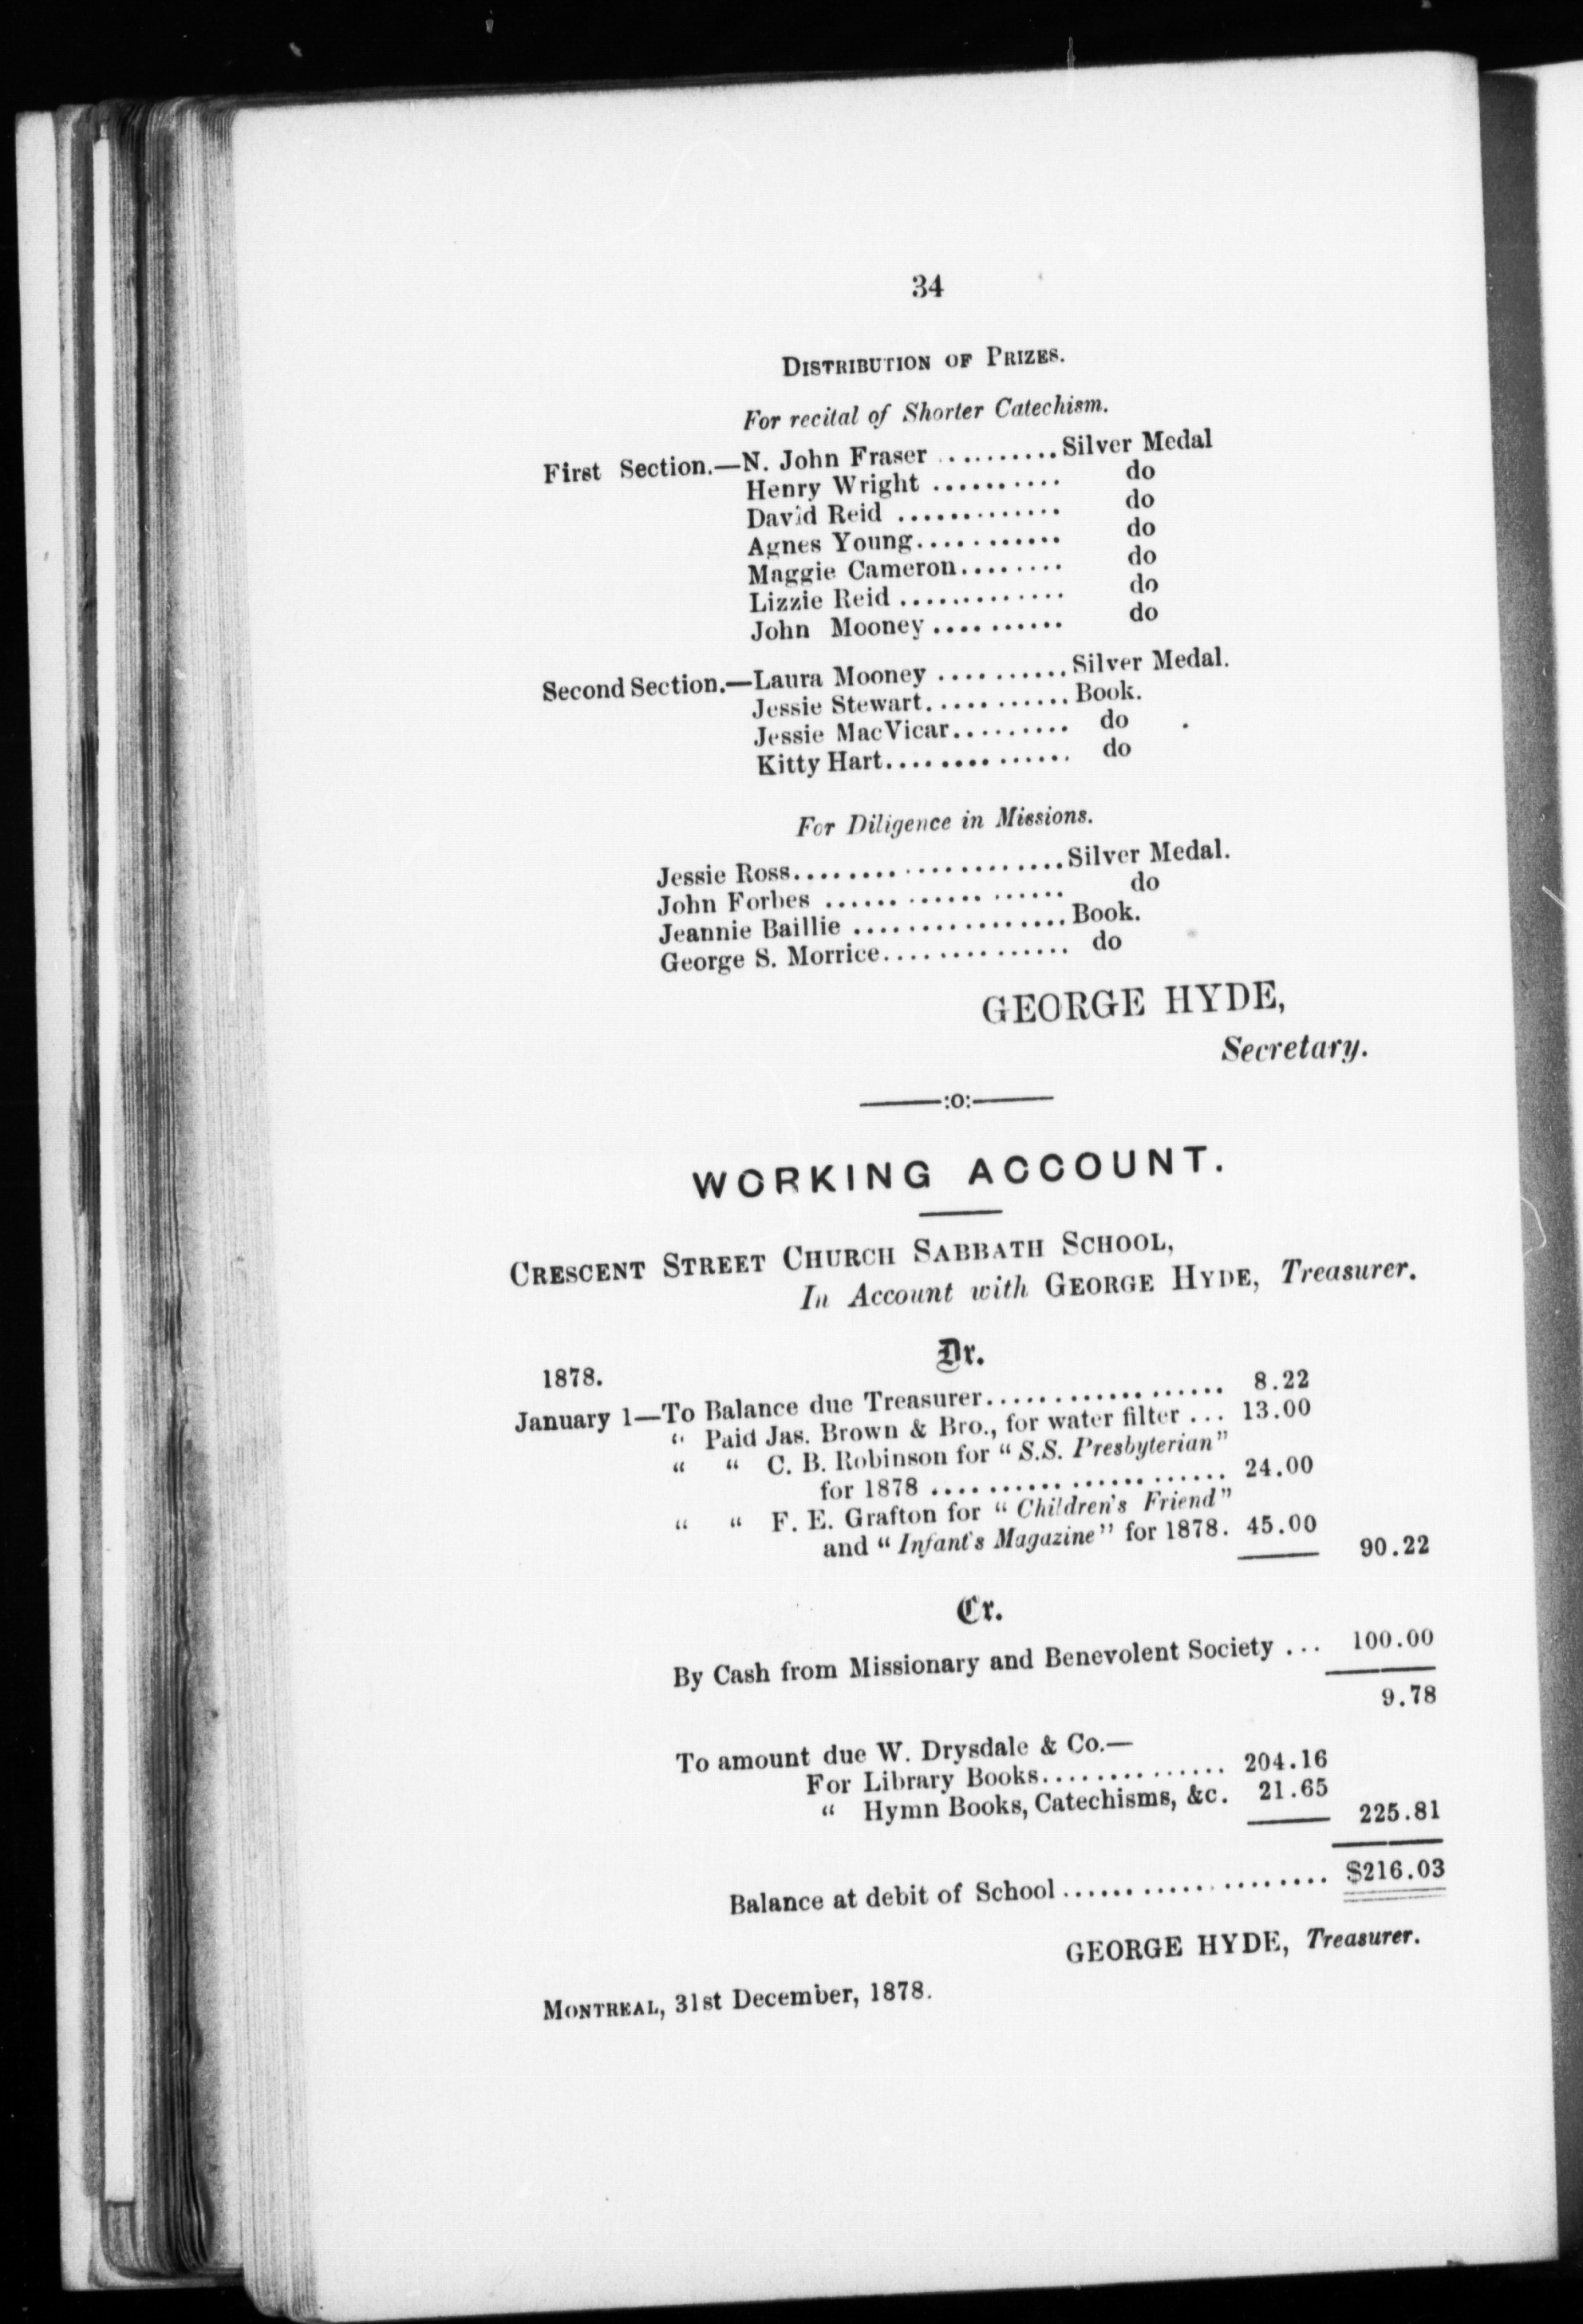 34
DISTRIBUTION OF PRIZES.
For recital of Shorter Catechism.
First Section.—N. John Fraser .......... Silver Medal
Henry Wright .......... do
David Reid ............. do
Agnes Young........... do
Maggie Cameron........ do
Lizzie Reid ............. do
John Mooney.......... do
Second Section.—Laura Mooney .......... Silver Medal.
Jessie Stewart........... Book.
Jessie MacVicar......... do
Kitty Hart.............. do
For Diligence in Missions.
Jessie Ross.................... Silver Medal.
John Forbes .................. do
Jeannie Baillie ................ Book.
George S. Morrice.............. do
GEORGE HYDE,
Secretary.
———:o:———
WORKING ACCOUNT.
CRESCENT STREET CHURCH SABBATH SCHOOL,
In Account with GEORGE HYDE, Treasurer.
Dr.
1878.
January 1—To Balance due Treasurer.................. 8.22
“ Paid Jas. Brown & Bro., for water filter ... 13.00
“ “ C. B. Robinson for “S.S. Presbyterian”
for 1878 ...................... 24.00
“ “ F. E. Grafton for “Children's Friend”
and “Infant's Magazine” for 1878. 45.00
90.22
Cr.
By Cash from Missionary and Benevolent Society ... 100.00
9.78
To amount due W. Drysdale & Co.—
For Library Books.............. 204.16
“ Hymn Books, Catechisms, &c. 21.65
225.81
Balance at debit of School.................... $216.03
GEORGE HYDE, Treasurer.
MONTREAL, 31st December, 1878.